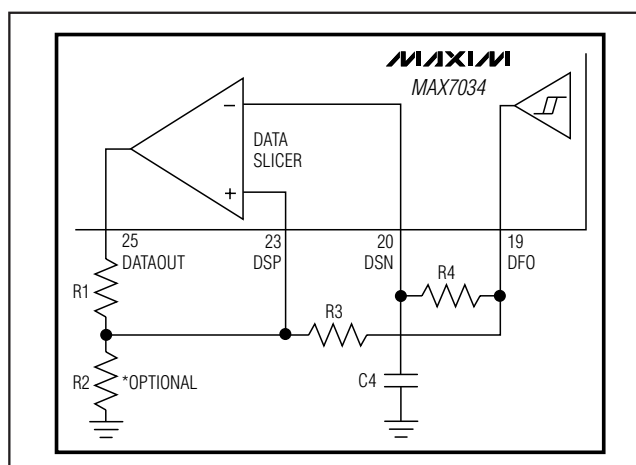 MAXIM
MAX7034
DATA
SLICER
−
+
25
DATAOUT
23
DSP
20
DSN
19
DFO
R1
R2
*OPTIONAL
R3
R4
C4